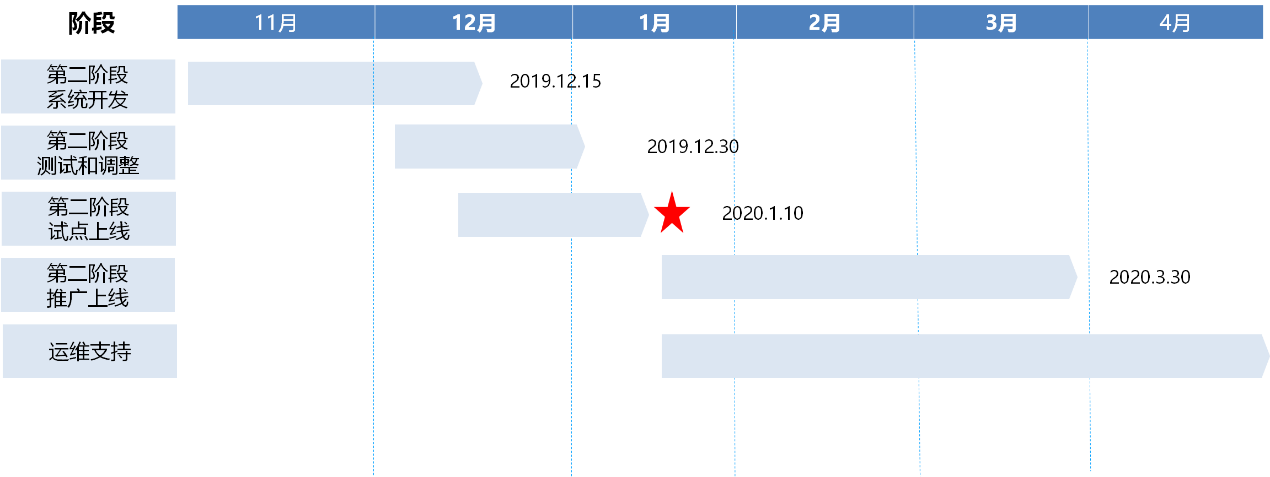 阶段 11月 12月 1月 2月 3月 4月
第二阶段
系统开发
2019.12.15
第二阶段
测试和调整
2019.12.30
第二阶段
试点上线
2020.1.10
第二阶段
推广上线
2020.3.30
运维支持